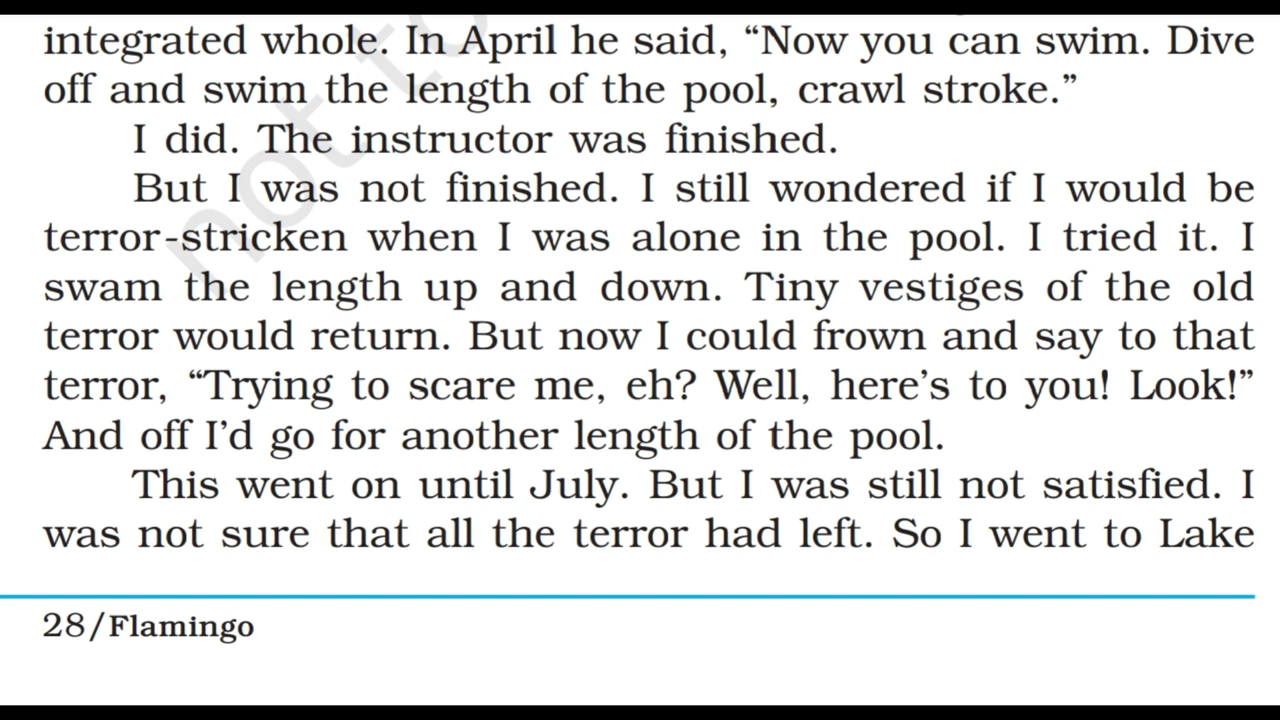 integrated whole. In April he said, “Now you can swim. Dive
off and swim the length of the pool, crawl stroke.”
I did. The instructor was finished.
But I was not finished. I still wondered if I would be
terror-stricken when I was alone in the pool. I tried it. I
swam the length up and down. Tiny vestiges of the old
terror would return. But now I could frown and say to that
terror, “Trying to scare me, eh? Well, here’s to you! Look!”
And off I’d go for another length of the pool.
This went on until July. But I was still not satisfied. I
was not sure that all the terror had left. So I went to Lake
28/Flamingo
not to